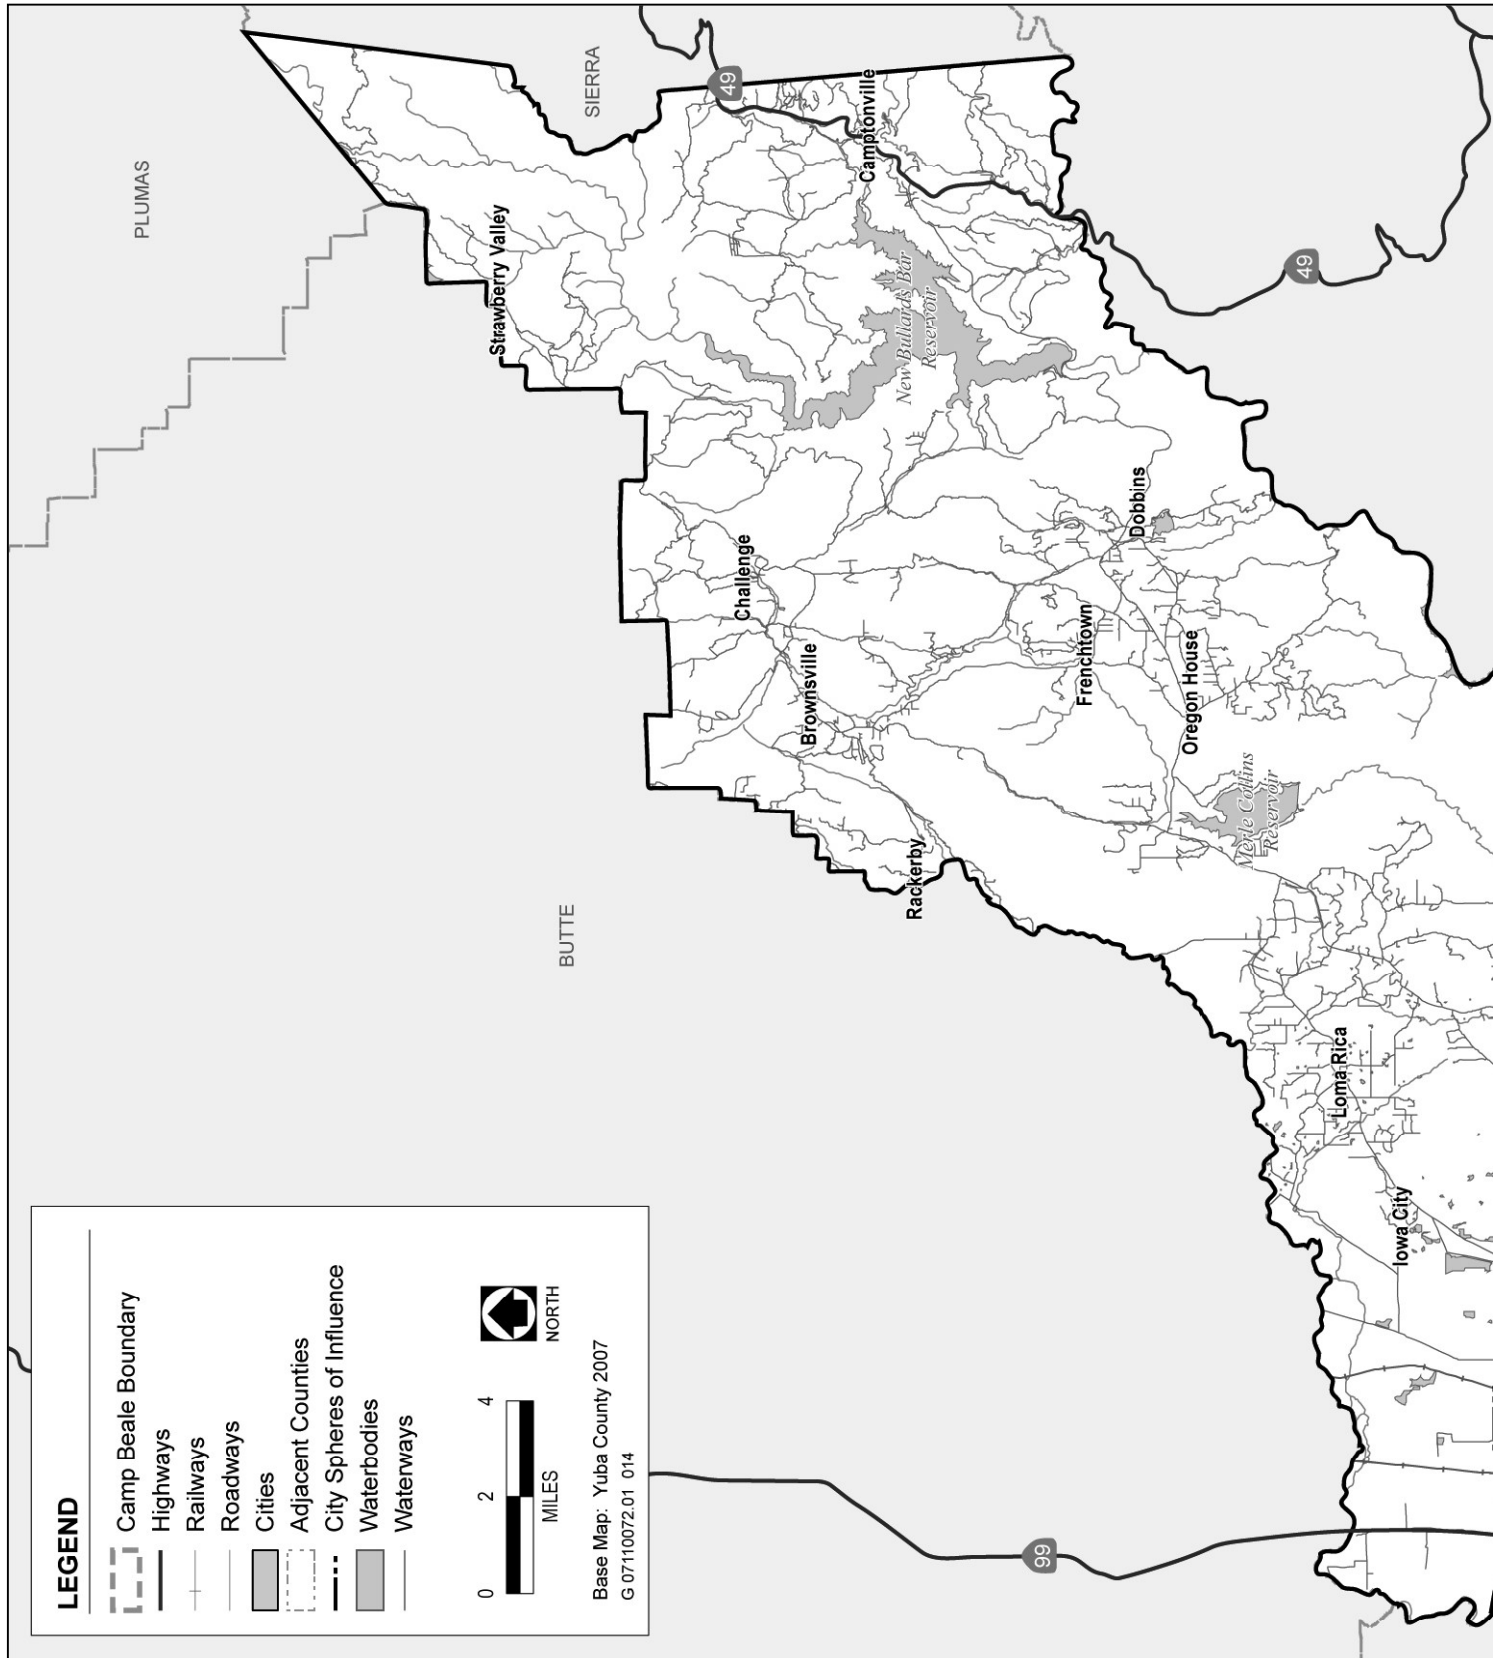 LEGEND
Camp Beale Boundary
Highways
Railways
Roadways
Cities
Adjacent Counties
City Spheres of Influence
Waterbodies
Waterways
0 2 4
MILES
NORTH
Base Map: Yuba County 2007
G 07110072.01 014
PLUMAS
SIERRA
BUTTE
49
49
99
Strawberry Valley
Camptonville
New Bullards Bar
Reservoir
Challenge
Brownsville
Dobbins
Frenchtown
Oregon House
Merle Collins
Reservoir
Rackerby
Loma Rica
Iowa City